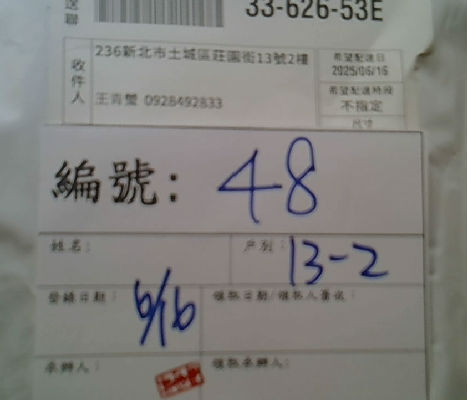 33-626-53E
送
聯
收件人
236新北市土城區莊園街13號2樓
希望配達日
2025/06/16
希望配達時段
不指定
尺寸
0928492833
編號: 48
姓名:
戶別: 13-2
登錄日期: 6/16
領取日期/領取人簽收:
承辦人:
領取承辦人: